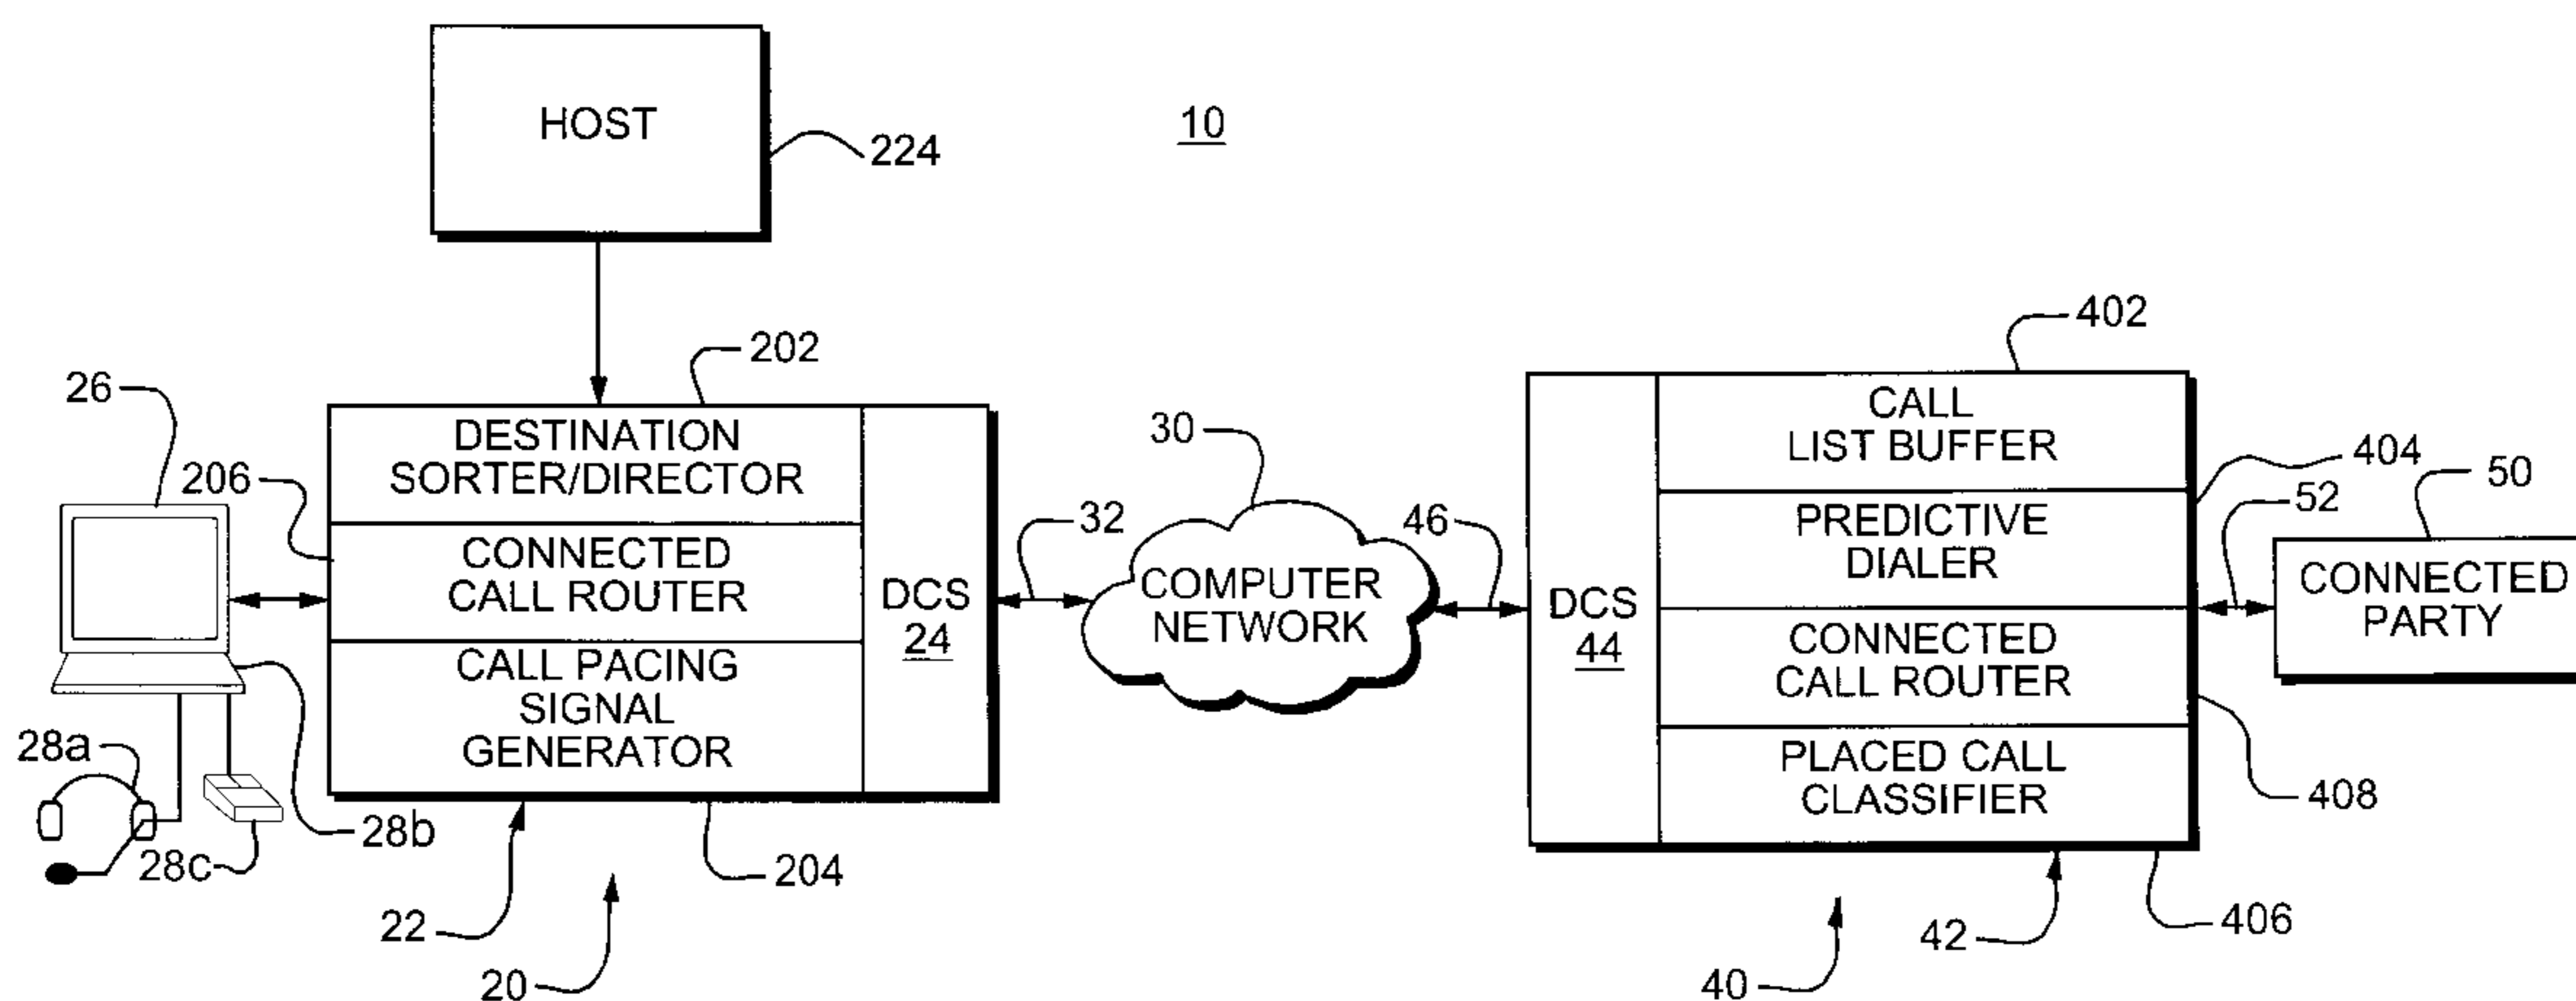 HOST
224
10
202
26
206
DESTINATION
SORTER/DIRECTOR
CONNECTED
CALL ROUTER
CALL PACING
SIGNAL
GENERATOR
DCS
24
32
30
COMPUTER
NETWORK
46
402
DCS
44
CALL
LIST BUFFER
PREDICTIVE
DIALER
CONNECTED
CALL ROUTER
PLACED CALL
CLASSIFIER
404
52
50
CONNECTED
PARTY
408
28a
28b
28c
22
204
20
42
406
40